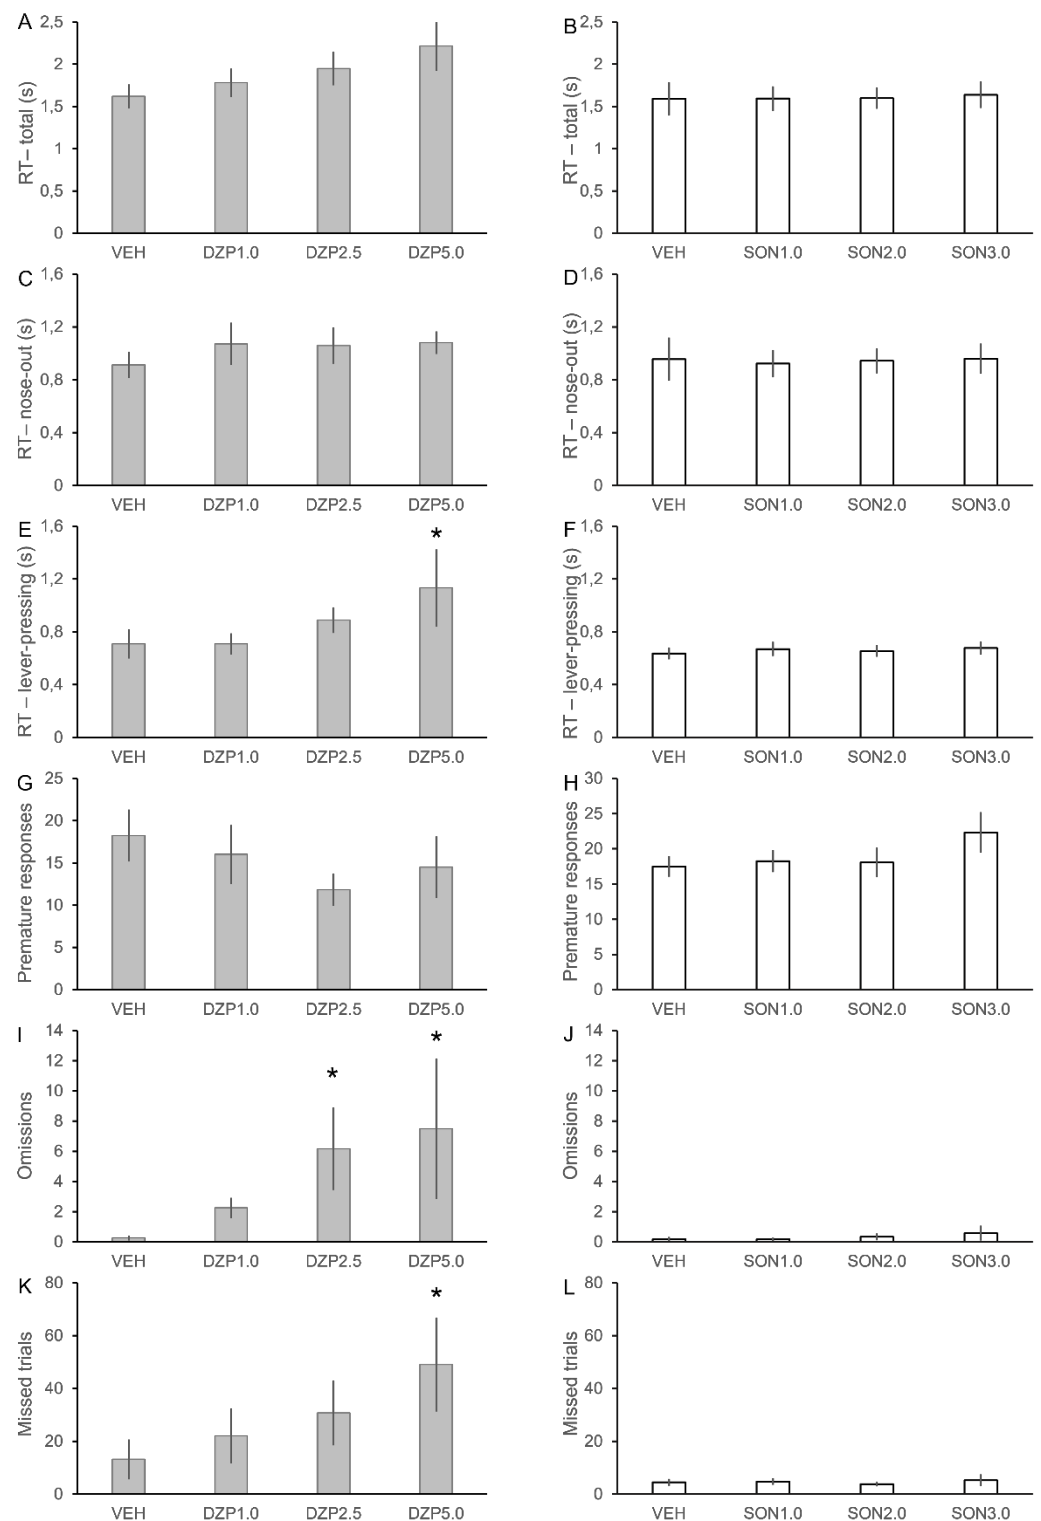 A
RT– total (s)
2,5
2
1,5
1
0,5
0
VEH DZP1.0 DZP2.5 DZP5.0
B
RT – total (s)
2,5
2
1,5
1
0,5
0
VEH SON1.0 SON2.0 SON3.0
C
RT– nose-out (s)
1,6
1,2
0,8
0,4
0
VEH DZP1.0 DZP2.5 DZP5.0
D
RT – nose-out (s)
1,6
1,2
0,8
0,4
0
VEH SON1.0 SON2.0 SON3.0
E
RT – lever-pressing (s)
1,6
1,2
0,8
0,4
0
*
VEH DZP1.0 DZP2.5 DZP5.0
F
RT – lever-pressing (s)
1,6
1,2
0,8
0,4
0
VEH SON1.0 SON2.0 SON3.0
G
Premature responses
25
20
15
10
5
0
VEH DZP1.0 DZP2.5 DZP5.0
H
Premature responses
30
25
20
15
10
5
0
VEH SON1.0 SON2.0 SON3.0
I
Omissions
14
12
10
8
6
4
2
0
* *
VEH DZP1.0 DZP2.5 DZP5.0
J
Omissions
14
12
10
8
6
4
2
0
VEH SON1.0 SON2.0 SON3.0
K
Missed trials
80
60
40
20
0
*
VEH DZP1.0 DZP2.5 DZP5.0
L
Missed trials
80
60
40
20
0
VEH SON1.0 SON2.0 SON3.0